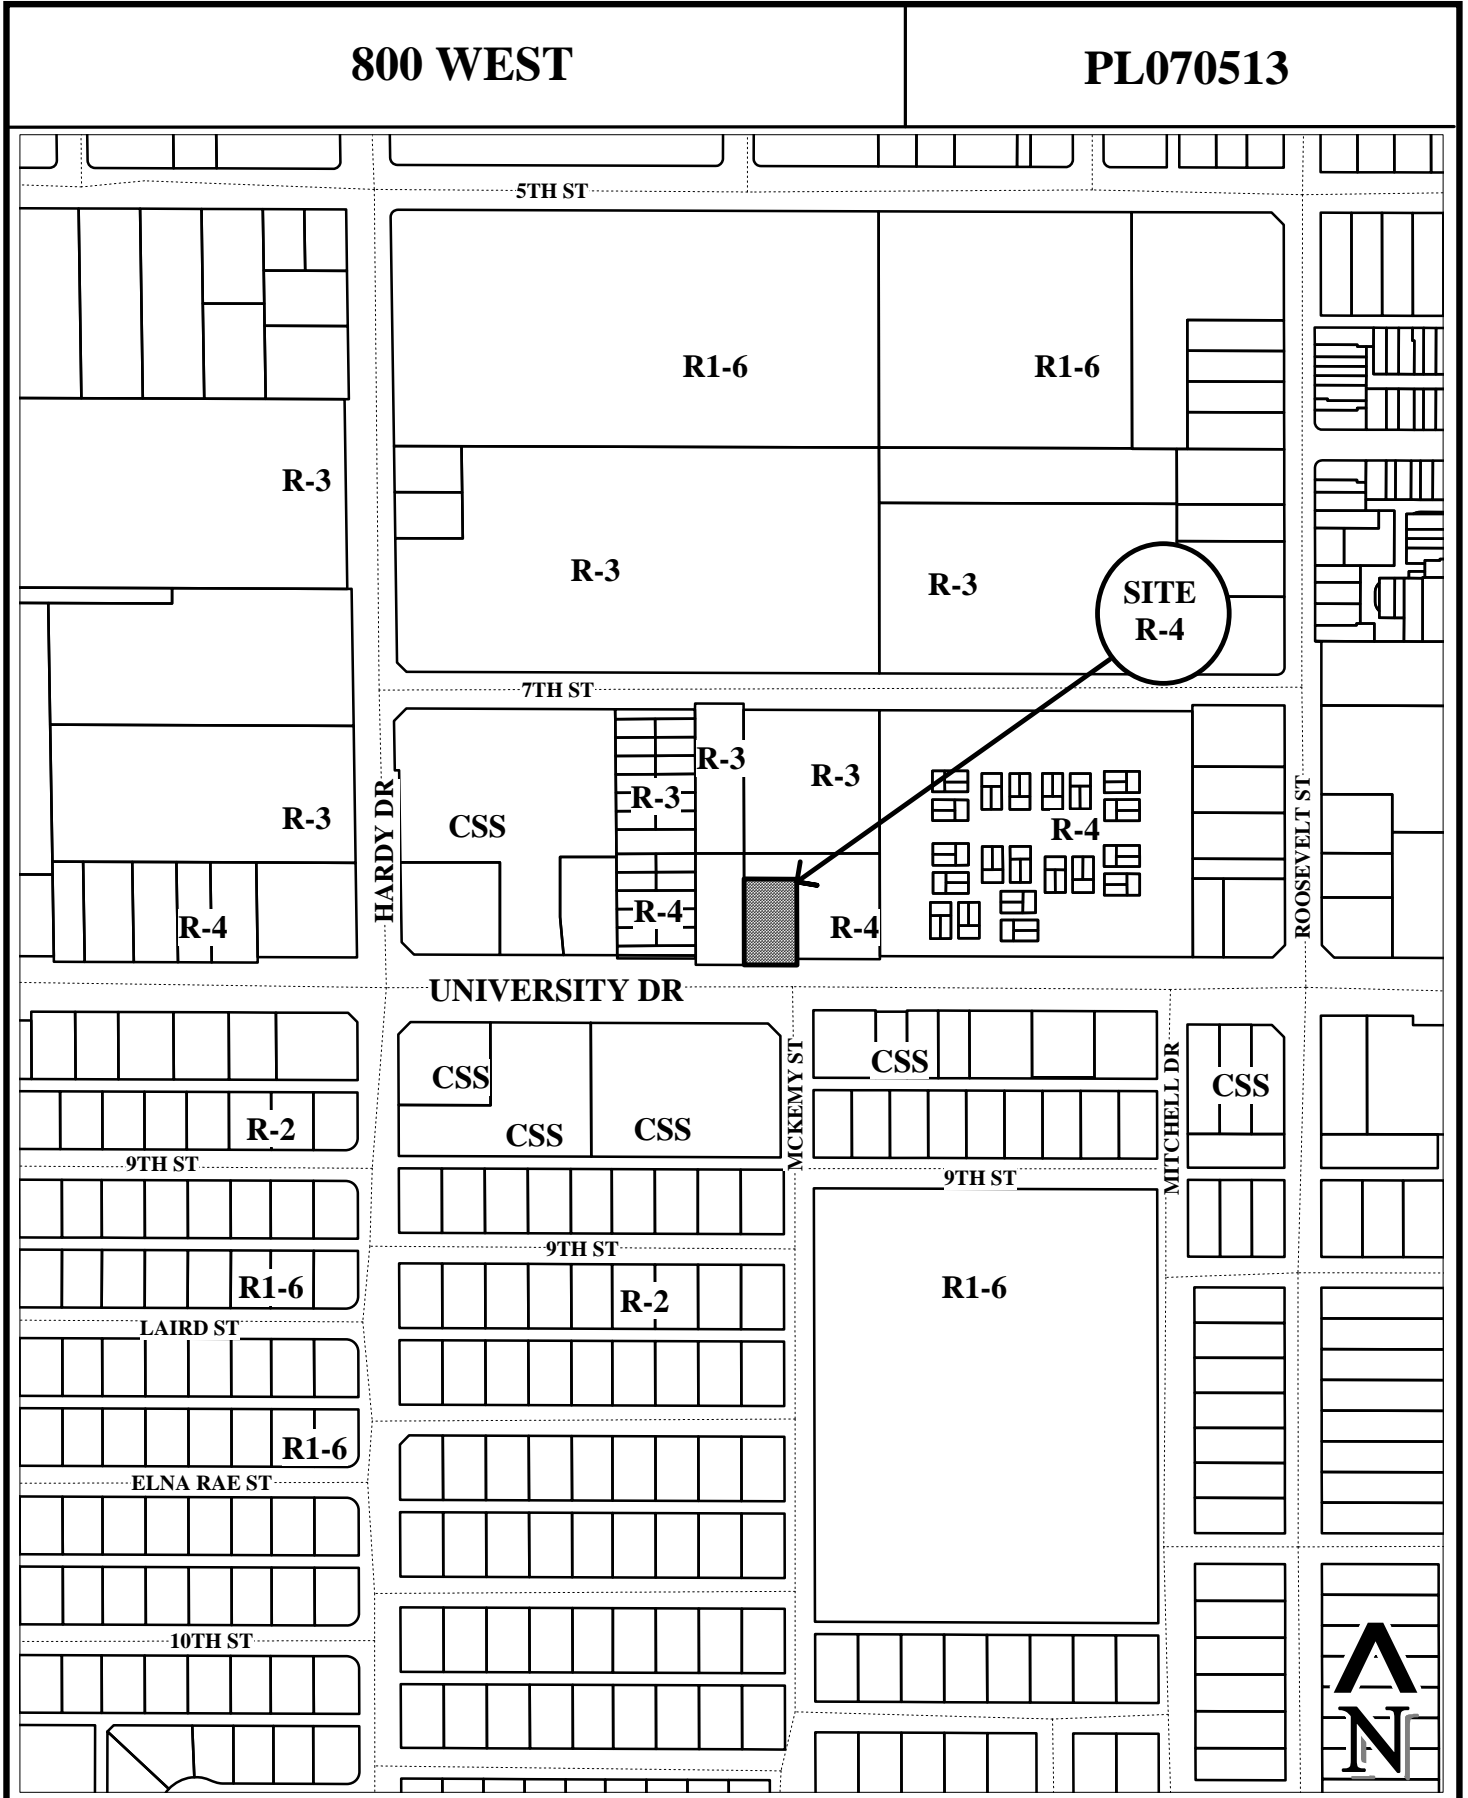 800 WEST
PL070513
5TH ST
R1-6
R1-6
R-3
R-3
R-3
SITE
R-4
7TH ST
R-3
R-3
R-3
R-3
CSS
R-4
HARDY DR
ROOSEVELT ST
R-4
R-4
R-4
UNIVERSITY DR
MCKEMY ST
MITCHELL DR
CSS
CSS
CSS
R-2
CSS
CSS
9TH ST
9TH ST
9TH ST
R1-6
R-2
R1-6
LAIRD ST
R1-6
ELNA RAE ST
10TH ST
N